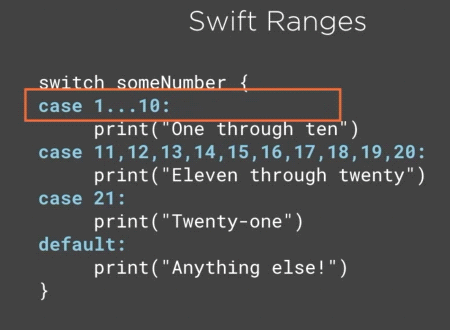 Swift Ranges
switch someNumber {
case 1...10:
print("One through ten")
case 11,12,13,14,15,16,17,18,19,20:
print("Eleven through twenty")
case 21:
print("Twenty-one")
default:
print("Anything else!")
}